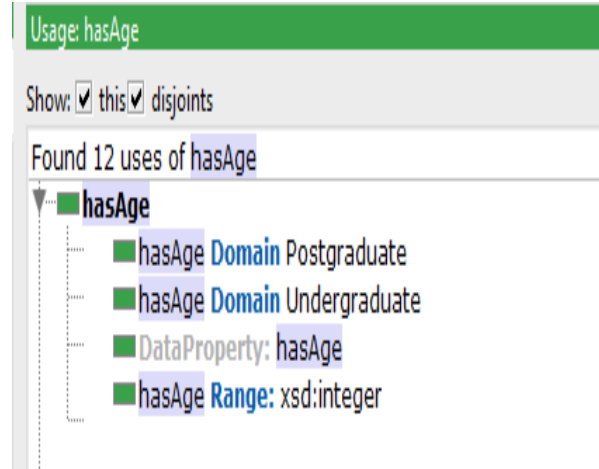 Usage: hasAge
Show: this disjoints
Found 12 uses of hasAge
hasAge
hasAge Domain Postgraduate
hasAge Domain Undergraduate
DataProperty: hasAge
hasAge Range: xsd:integer